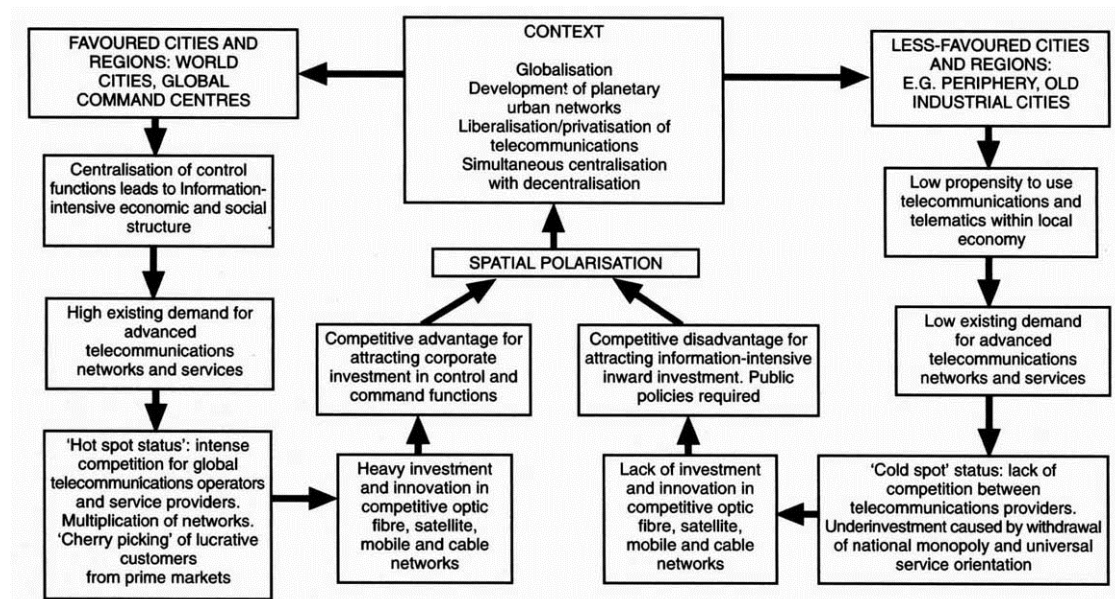 CONTEXT
Globalisation
Development of planetary
urban networks
Liberalisation/privatisation of
telecommunications
Simultaneous centralisation
with decentralisation
FAVOURED CITIES AND
REGIONS: WORLD
CITIES, GLOBAL
COMMAND CENTRES
Centralisation of control
functions leads to Information-
intensive economic and social
structure
High existing demand for
advanced
telecommunications
networks and services
‘Hot spot status’: intense
competition for global
telecommunications operators
and service providers.
Multiplication of networks.
‘Cherry picking’ of lucrative
customers
from prime markets
Heavy investment
and innovation in
competitive optic
fibre, satellite,
mobile and cable
networks
Competitive advantage for
attracting corporate
investment in control and
command functions
SPATIAL POLARISATION
LESS-FAVOURED CITIES
AND REGIONS:
E.G. PERIPHERY, OLD
INDUSTRIAL CITIES
Low propensity to use
telecommunications and
telematics within local
economy
Low existing demand
for advanced
telecommunications
networks and services
‘Cold spot’ status: lack of
competition between
telecommunications providers.
Underinvestment caused by withdrawal
of national monopoly and universal
service orientation
Lack of investment
and innovation in
competitive optic
fibre, satellite,
mobile and cable
networks
Competitive disadvantage for
attracting information-intensive
inward investment. Public
policies required